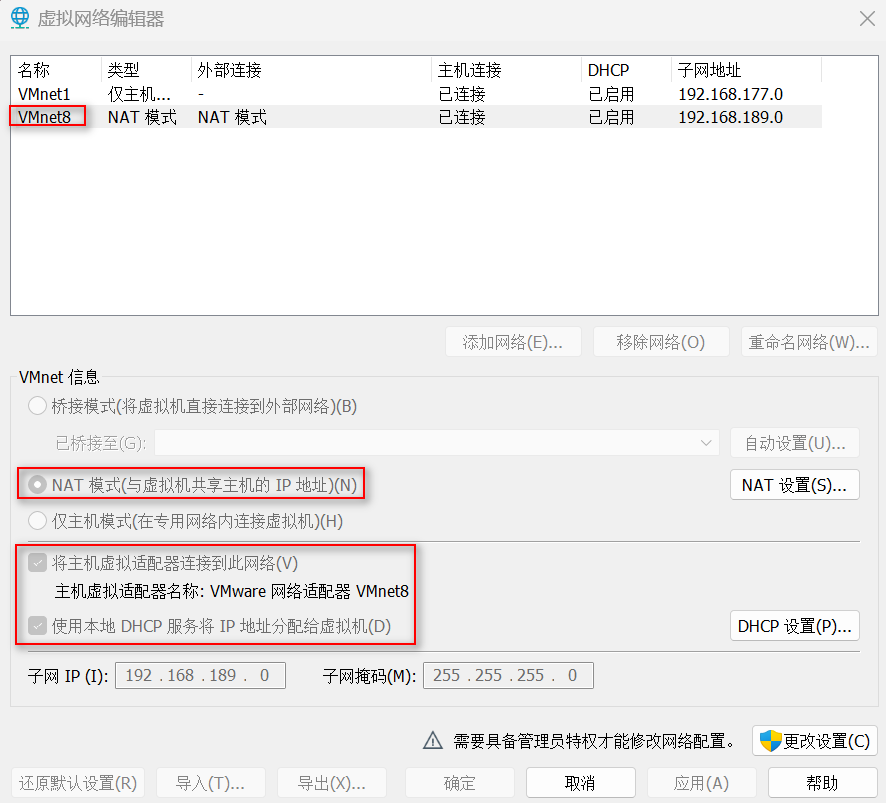 虚拟网络编辑器
名称 类型 外部连接 主机连接 DHCP 子网地址
VMnet1 仅主机... - 已连接 已启用 192.168.177.0
VMnet8 NAT 模式 NAT 模式 已连接 已启用 192.168.189.0
添加网络(E)... 移除网络(O) 重命名网络(W)...
VMnet 信息
桥接模式(将虚拟机直接连接到外部网络)(B)
已桥接至(G): 自动设置(U)...
NAT 模式(与虚拟机共享主机的 IP 地址)(N) NAT 设置(S)...
仅主机模式(在专用网络内连接虚拟机)(H)
将主机虚拟适配器连接到此网络(V)
主机虚拟适配器名称: VMware 网络适配器 VMnet8
使用本地 DHCP 服务将 IP 地址分配给虚拟机(D) DHCP 设置(P)...
子网 IP (I): 192 . 168 . 189 . 0 子网掩码(M): 255 . 255 . 255 . 0
需要具备管理员特权才能修改网络配置。 更改设置(C)
还原默认设置(R) 导入(T)... 导出(X)... 确定 取消 应用(A) 帮助